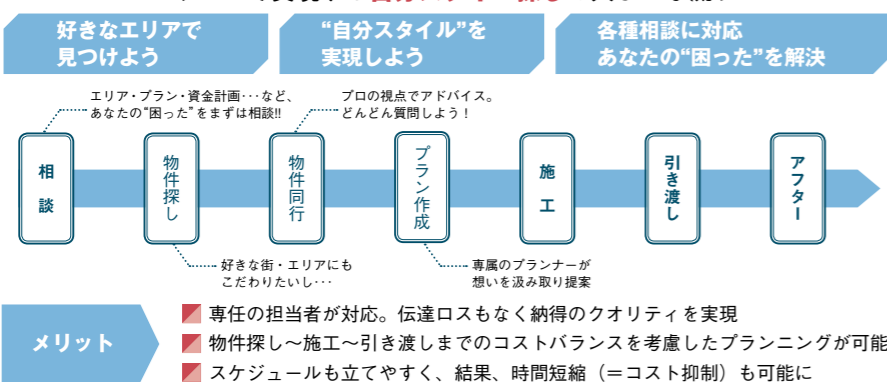 好きなエリアで
見つけよう
“自分スタイル”を
実現しよう
各種相談に対応
あなたの“困った”を解決
エリア・プラン・資金計画･･･など、
あなたの“困った”をまずは相談!!
プロの視点でアドバイス。
どんどん質問しよう！
相談
物件探し
物件同行
プラン作成
施工
引き渡し
アフター
好きな街・エリアにも
こだわりたいし･･･
専属のプランナーが
想いを汲み取り提案
メリット
専任の担当者が対応。伝達ロスもなく納得のクオリティを実現
物件探し～施工～引き渡しまでのコストバランスを考慮したプランニングが可能
スケジュールも立てやすく、結果、時間短縮（＝コスト抑制）も可能に